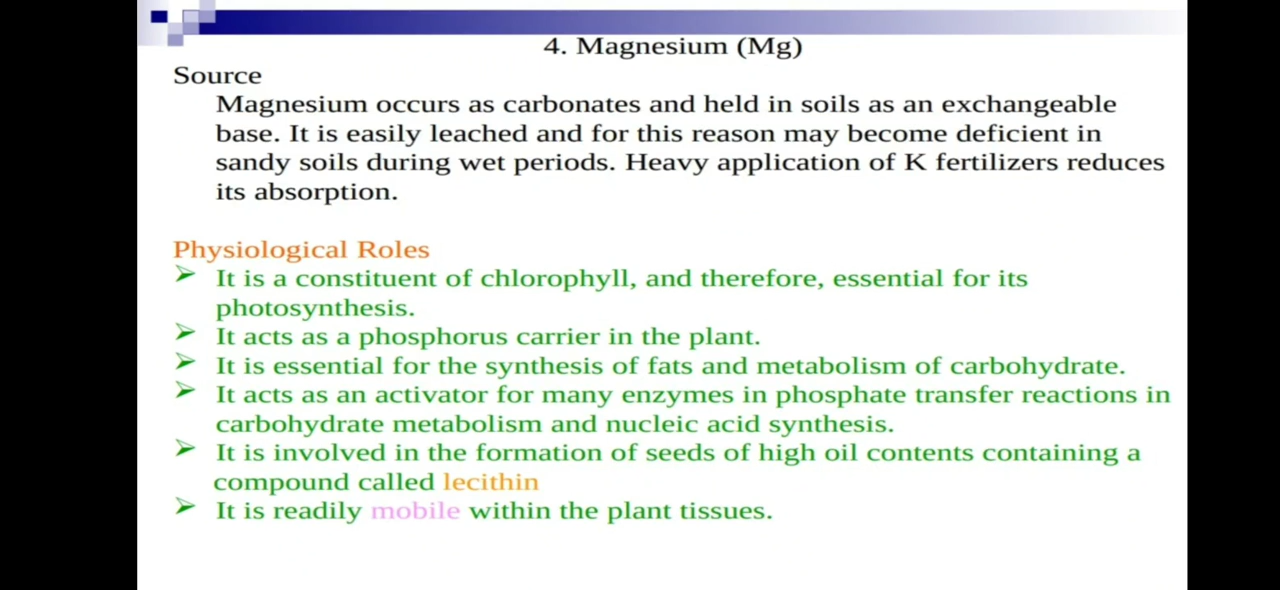 4. Magnesium (Mg)
Source
Magnesium occurs as carbonates and held in soils as an exchangeable
base. It is easily leached and for this reason may become deficient in
sandy soils during wet periods. Heavy application of K fertilizers reduces
its absorption.
Physiological Roles
➢ It is a constituent of chlorophyll, and therefore, essential for its
photosynthesis.
➢ It acts as a phosphorus carrier in the plant.
➢ It is essential for the synthesis of fats and metabolism of carbohydrate.
➢ It acts as an activator for many enzymes in phosphate transfer reactions in
carbohydrate metabolism and nucleic acid synthesis.
➢ It is involved in the formation of seeds of high oil contents containing a
compound called lecithin
➢ It is readily mobile within the plant tissues.